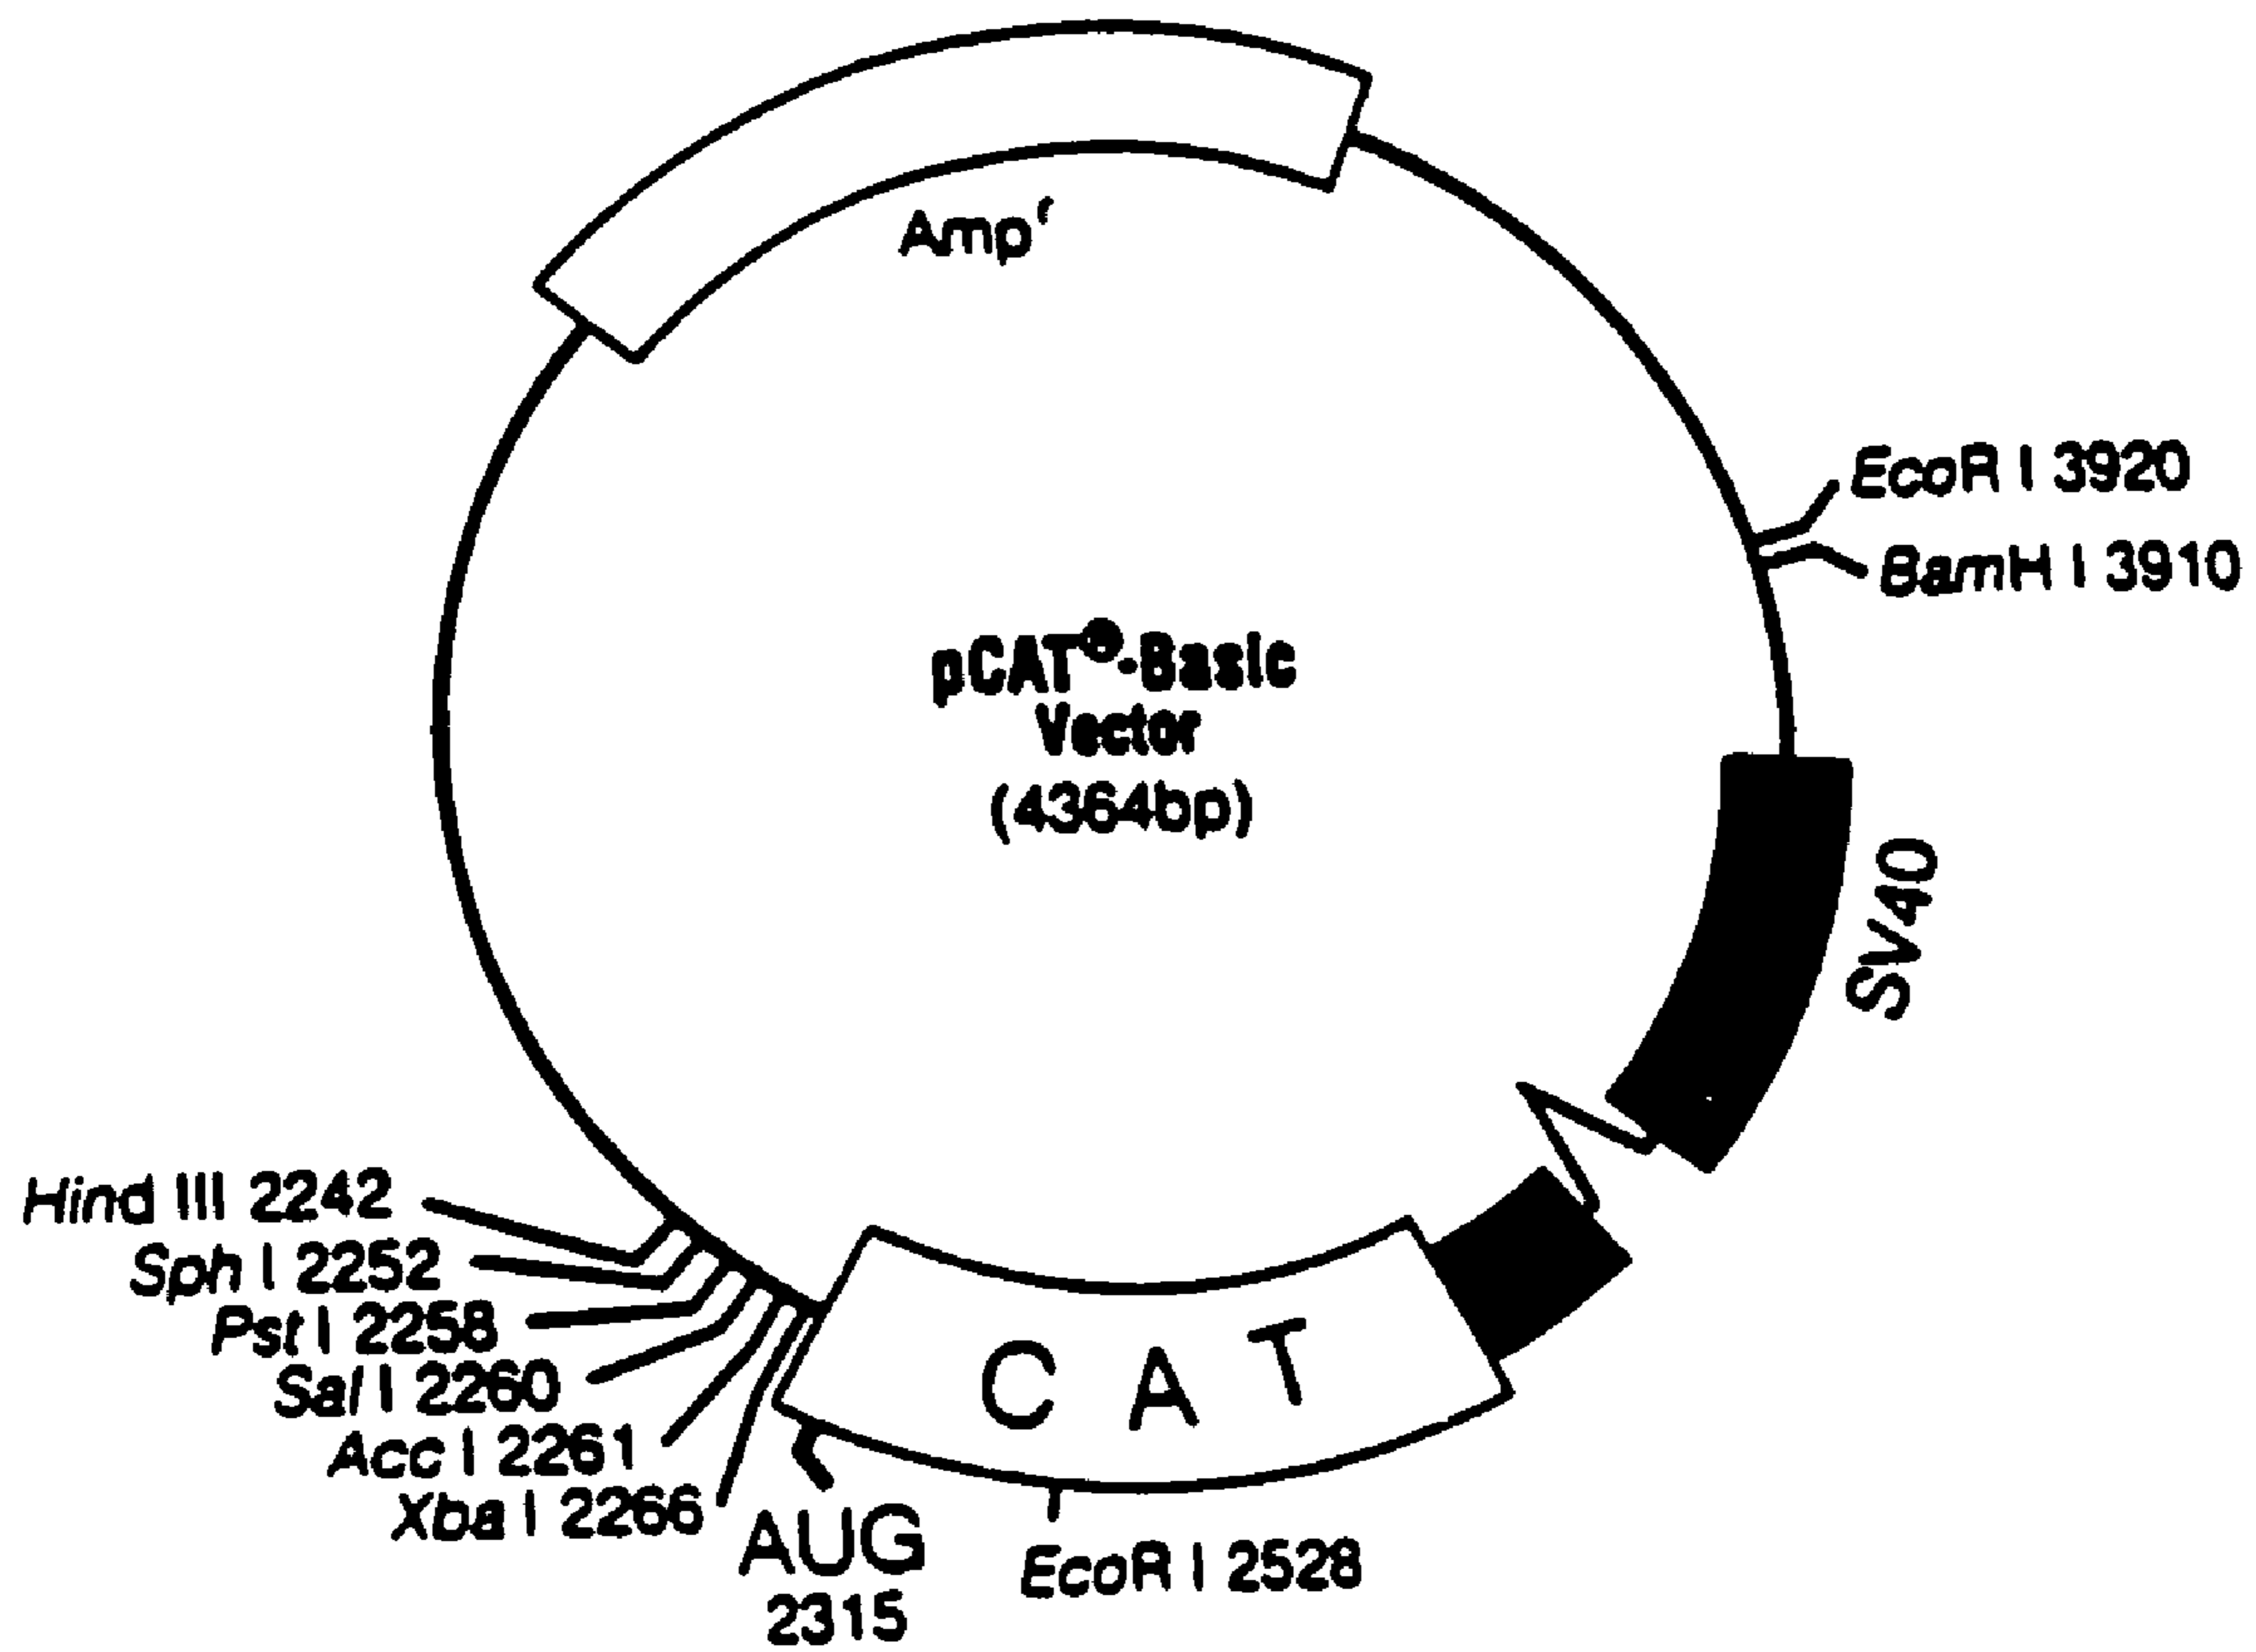 Ampʳ
EcoR I 3920
BamH I 3910
pCAT®-Basic
Vector
(4364bp)
SV40
Hind III 2242
Sph I 2252
Pst I 2258
Sal I 2260
Acc I 2261
Xba I 2266
C A T
AUG
2315
EcoR I 2528